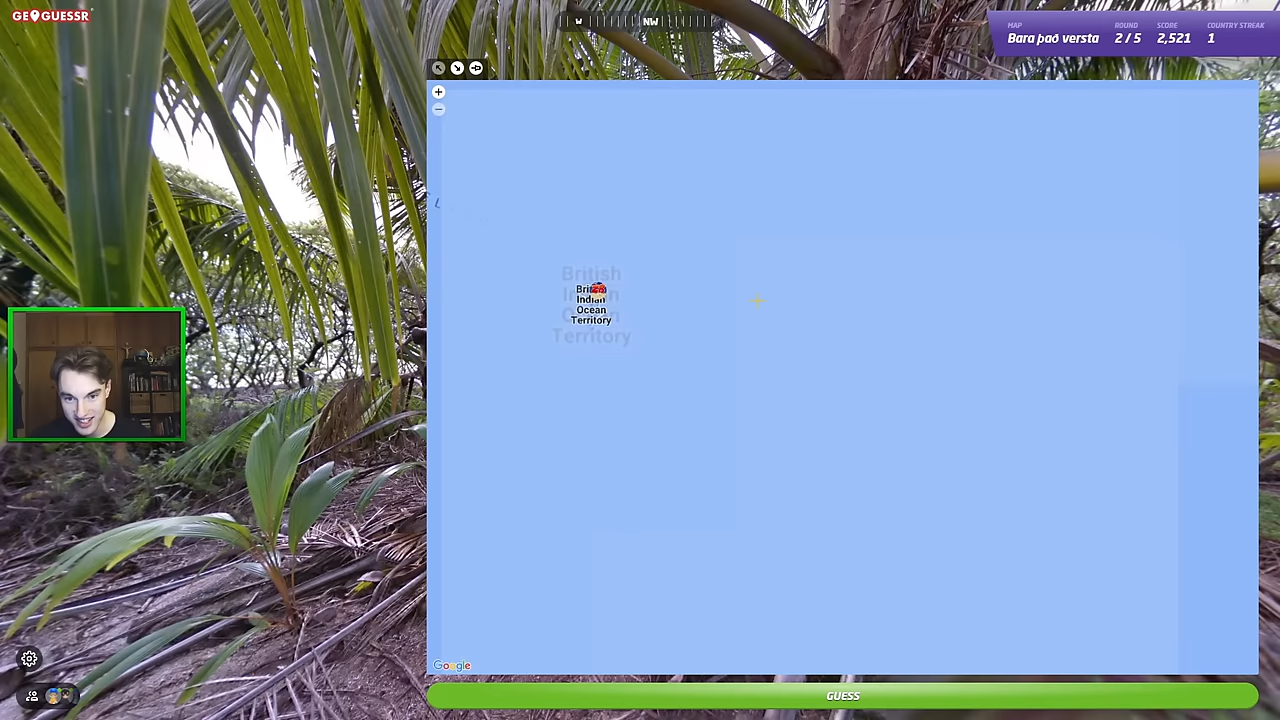 GEOGUESSR
W
NW
MAP
Bara það versta
ROUND
2 / 5
SCORE
2,521
COUNTRY STREAK
1
British
Indian
Ocean
Territory
Google
GUESS